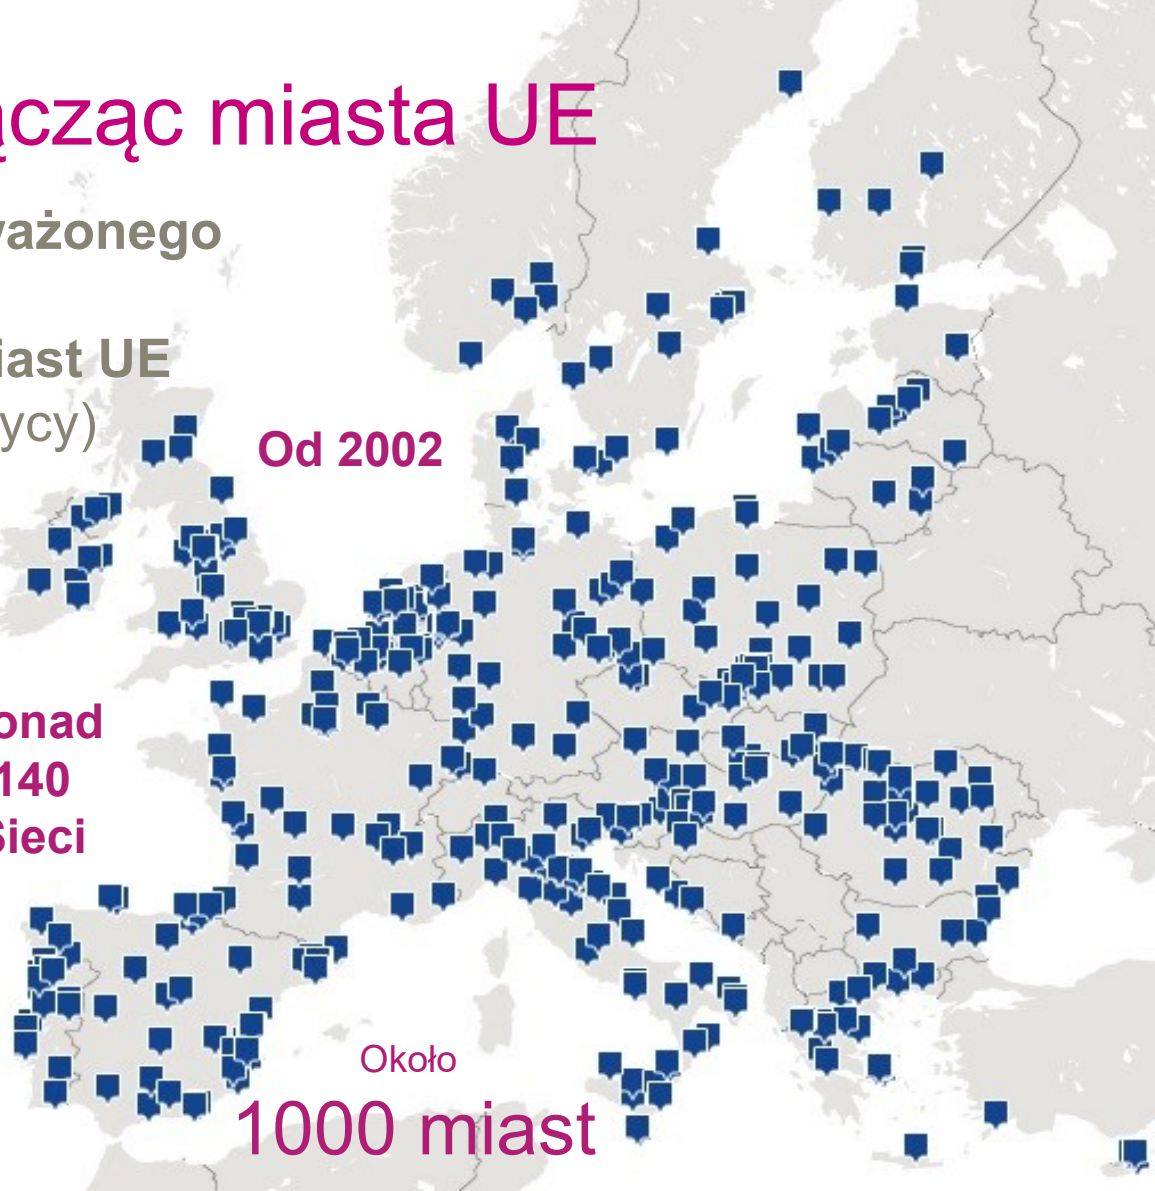 ącząc miasta UE
ważonego
iast UE
ycy)
Od 2002
onad
140
Sieci
Około
1000 miast